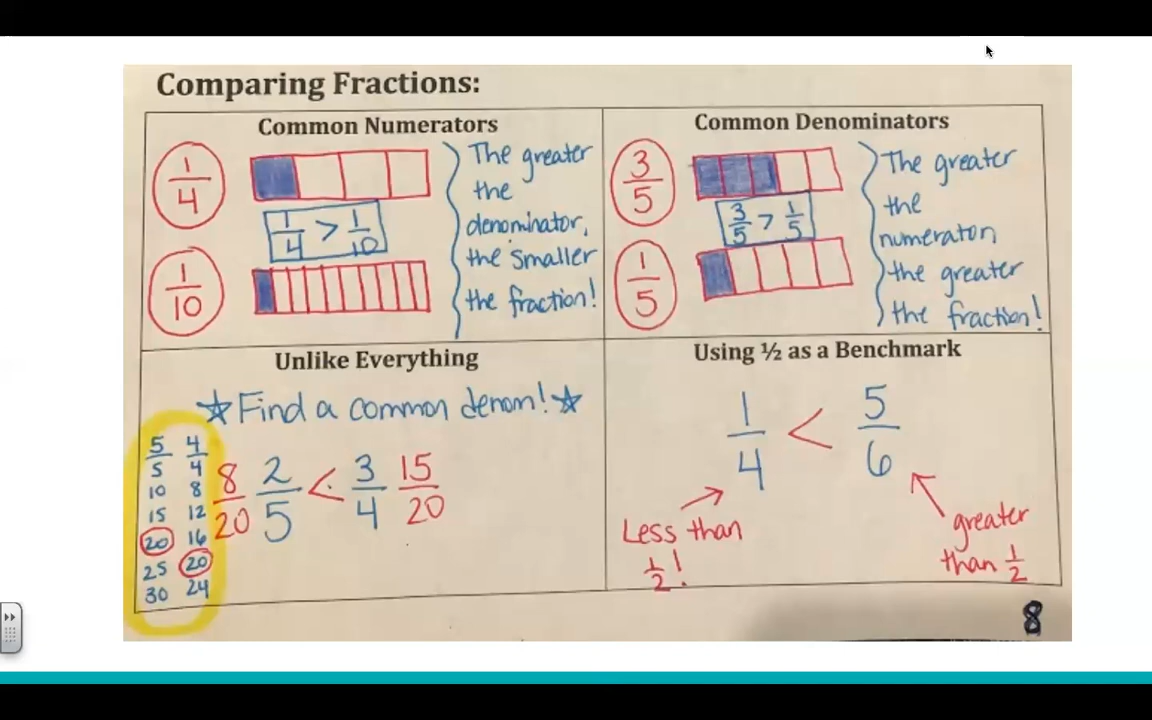 Comparing Fractions:
Common Numerators
1/4
1/4 > 1/10
1/10
The greater
the
denominator,
the smaller
the fraction!
Common Denominators
3/5
3/5 > 1/5
1/5
The greater
the
numerator,
the greater
the fraction!
Unlike Everything
☆Find a common denom!☆
5 4
5 4
10 8
15 12
20 16
25 20
30 24
8/20 2/5 < 3/4 15/20
Using ½ as a Benchmark
1/4 < 5/6
Less than
1/2!
greater
than 1/2
8